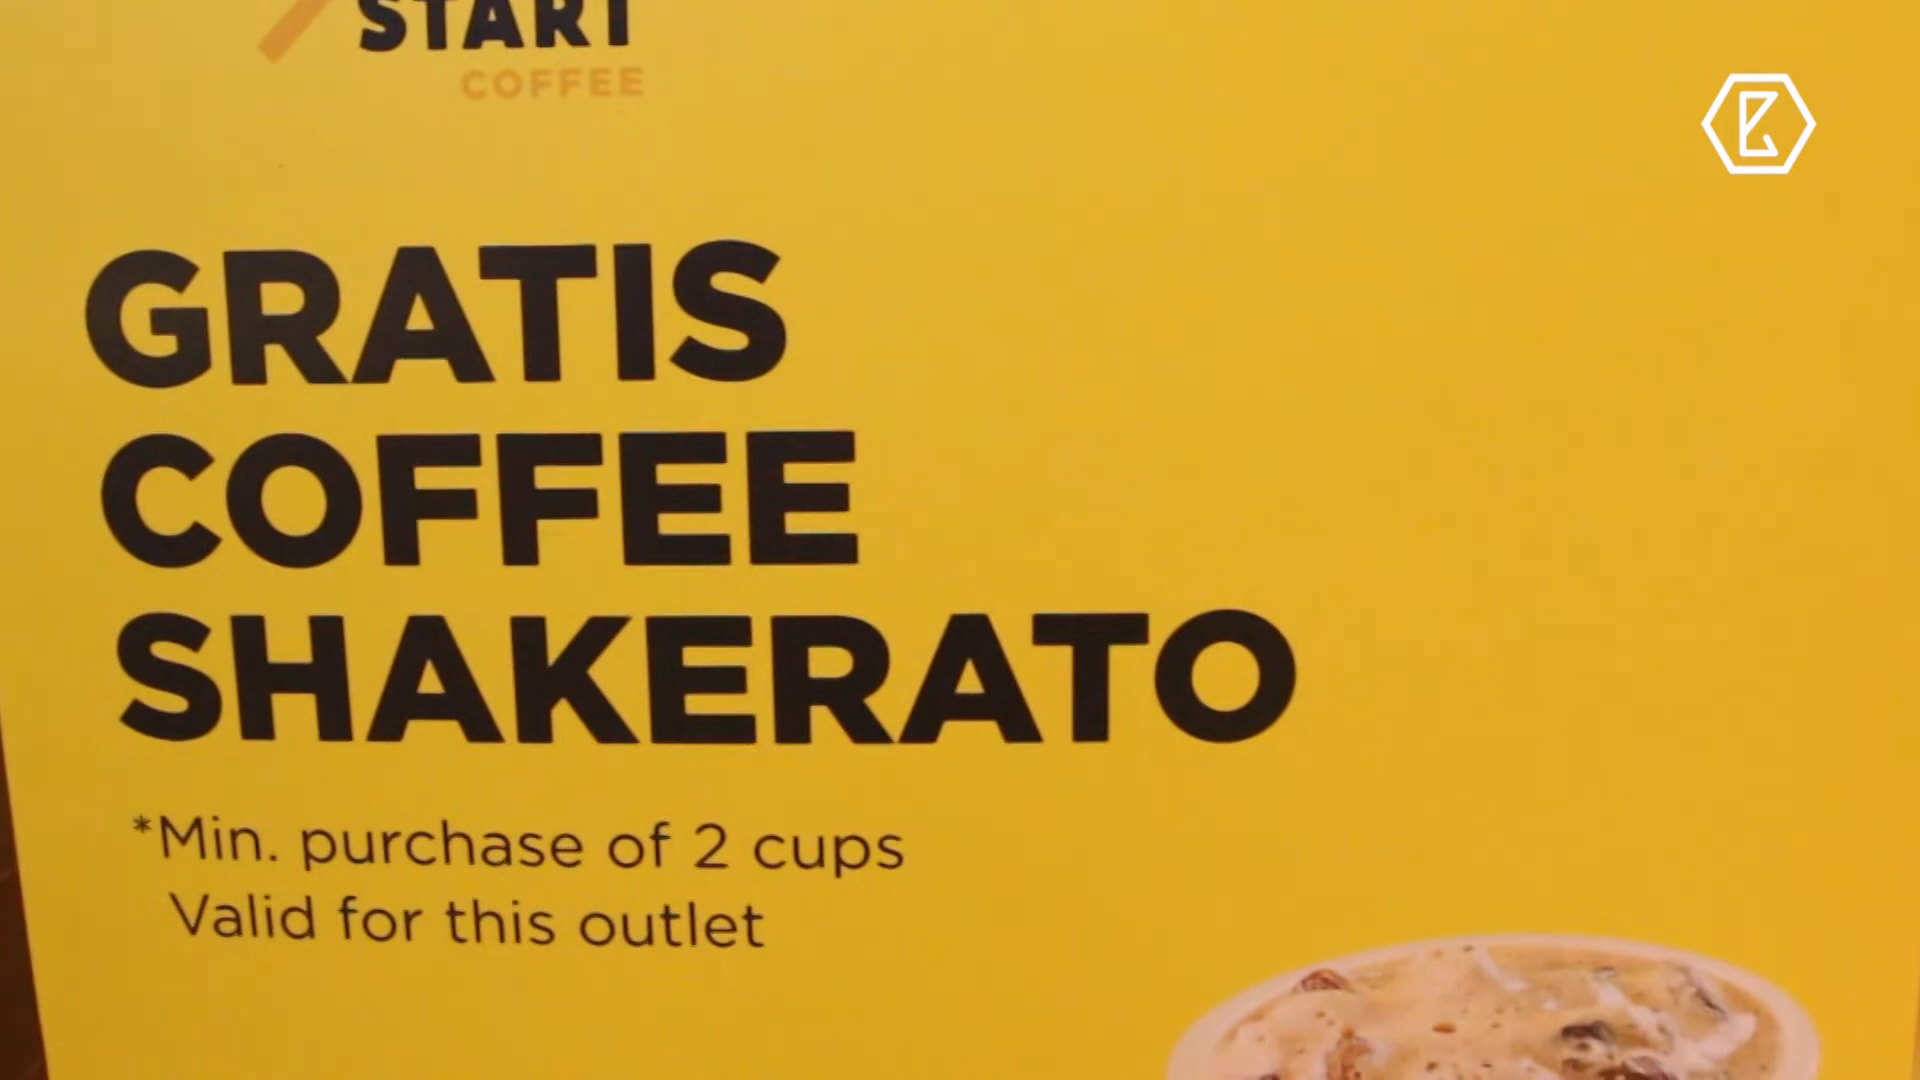 START
COFFEE
GRATIS
COFFEE
SHAKERATO
*Min. purchase of 2 cups
Valid for this outlet